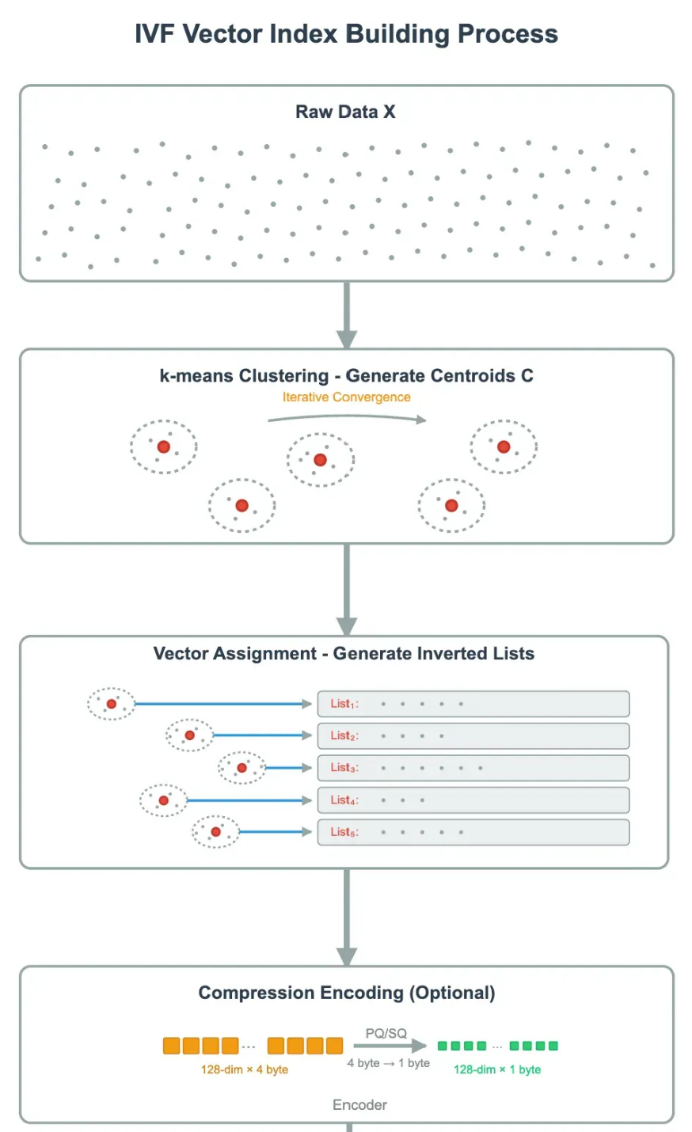 IVF Vector Index Building Process
Raw Data X
k-means Clustering - Generate Centroids C
Iterative Convergence
Vector Assignment - Generate Inverted Lists
List₁:
List₂:
List₃:
List₄:
List₅:
Compression Encoding (Optional)
PQ/SQ
...
...
4 byte → 1 byte
128-dim × 4 byte
128-dim × 1 byte
Encoder